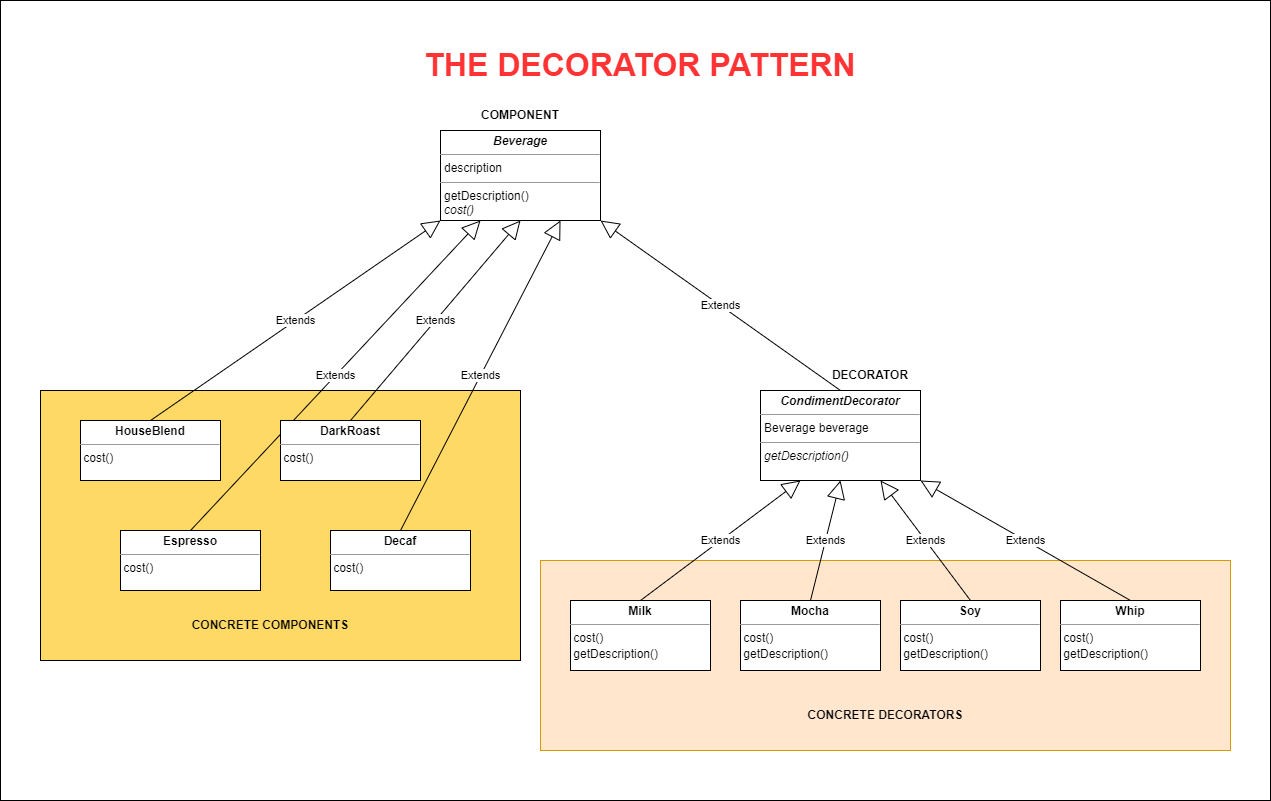 THE DECORATOR PATTERN
COMPONENT
Beverage
description
getDescription()
cost()
Extends
Extends
Extends
Extends
Extends
DECORATOR
CondimentDecorator
Beverage beverage
getDescription()
HouseBlend
cost()
DarkRoast
cost()
Espresso
cost()
Decaf
cost()
CONCRETE COMPONENTS
Extends
Extends
Extends
Extends
Milk
cost()
getDescription()
Mocha
cost()
getDescription()
Soy
cost()
getDescription()
Whip
cost()
getDescription()
CONCRETE DECORATORS